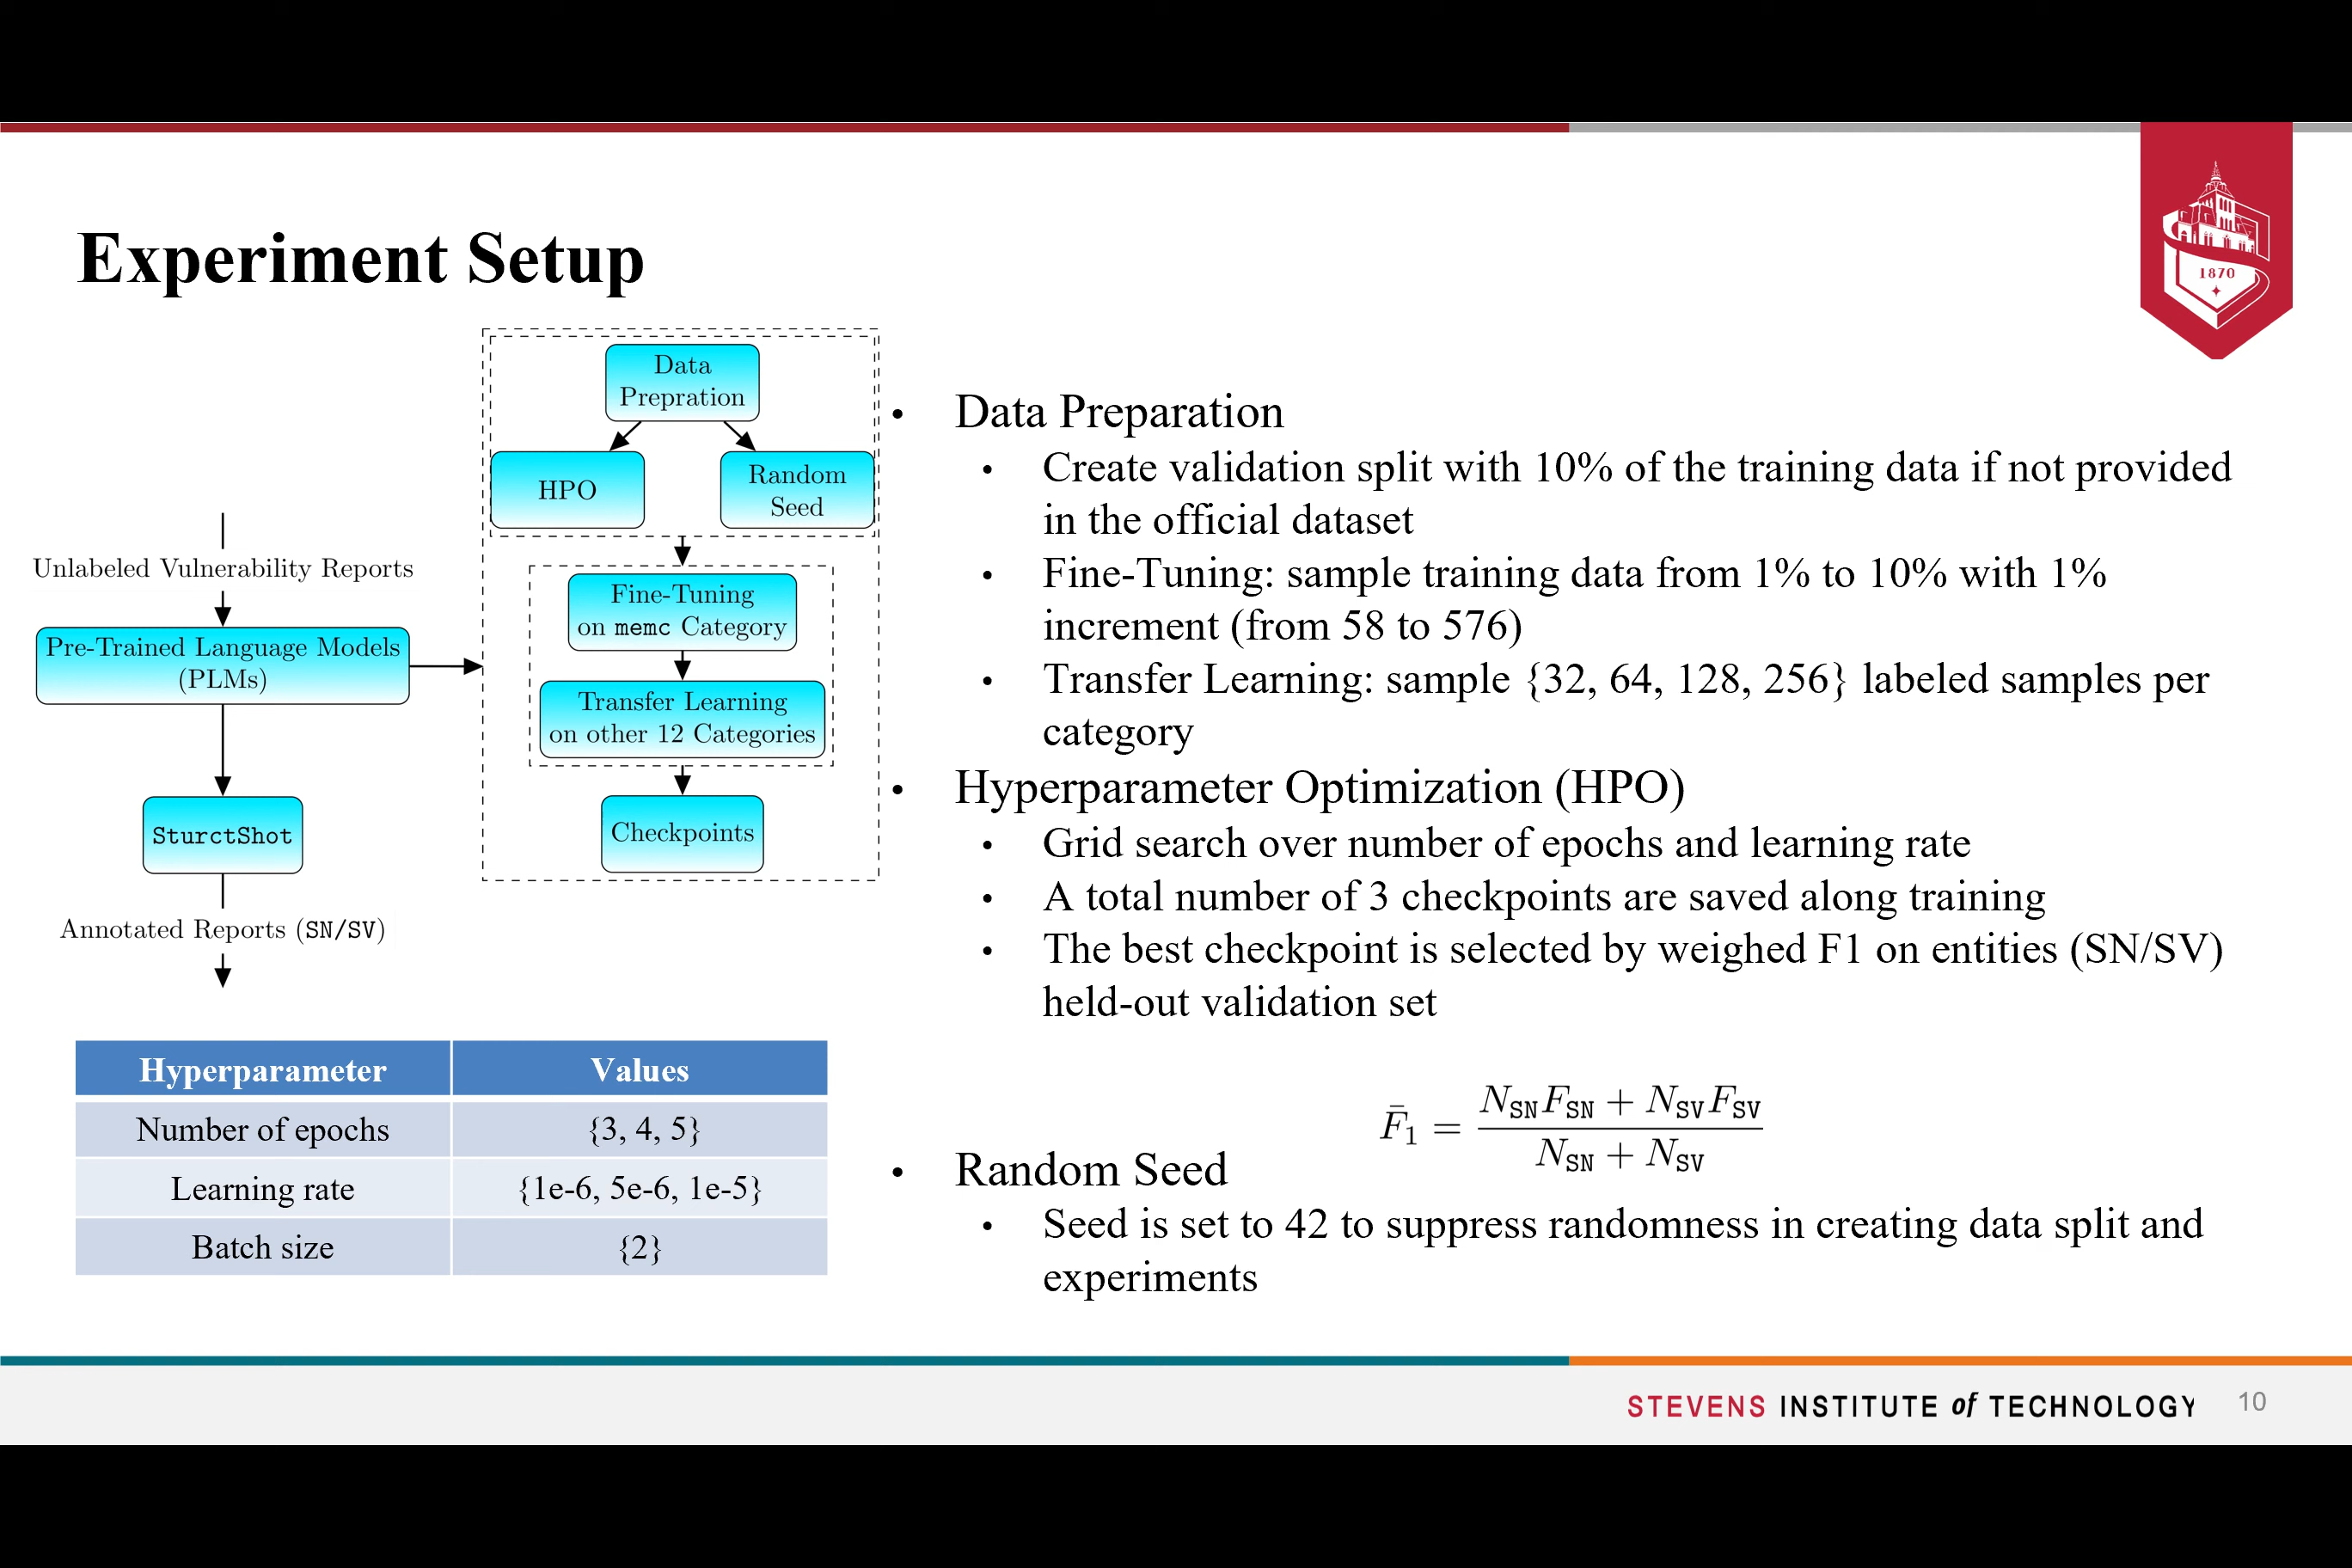 Experiment Setup
1870
Data
Prepration
HPO
Random
Seed
Unlabeled Vulnerability Reports
Pre-Trained Language Models
(PLMs)
Fine-Tuning
on memc Category
Transfer Learning
on other 12 Categories
Checkpoints
SturctShot
Annotated Reports (SN/SV)
Hyperparameter Values
Number of epochs {3, 4, 5}
Learning rate {1e-6, 5e-6, 1e-5}
Batch size {2}
• Data Preparation
• Create validation split with 10% of the training data if not provided
in the official dataset
• Fine-Tuning: sample training data from 1% to 10% with 1%
increment (from 58 to 576)
• Transfer Learning: sample {32, 64, 128, 256} labeled samples per
category
• Hyperparameter Optimization (HPO)
• Grid search over number of epochs and learning rate
• A total number of 3 checkpoints are saved along training
• The best checkpoint is selected by weighed F1 on entities (SN/SV)
held-out validation set
F̄₁ = (N_SN F_SN + N_SV F_SV) / (N_SN + N_SV)
• Random Seed
• Seed is set to 42 to suppress randomness in creating data split and
experiments
STEVENS INSTITUTE of TECHNOLOGY 10